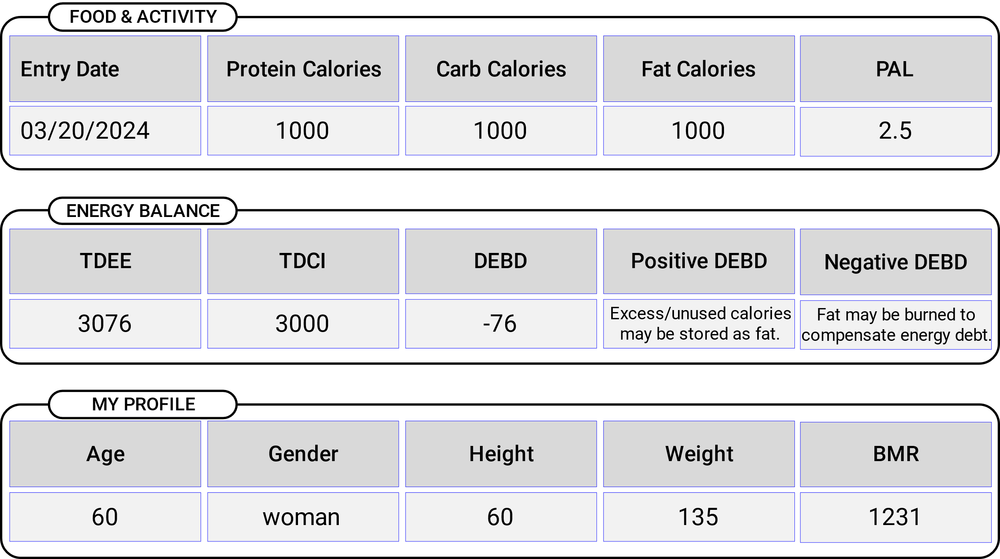 FOOD & ACTIVITY
Entry Date Protein Calories Carb Calories Fat Calories PAL
03/20/2024 1000 1000 1000 2.5
ENERGY BALANCE
TDEE TDCI DEBD Positive DEBD Negative DEBD
3076 3000 -76
Excess/unused calories
may be stored as fat.
Fat may be burned to
compensate energy debt.
MY PROFILE
Age Gender Height Weight BMR
60 woman 60 135 1231